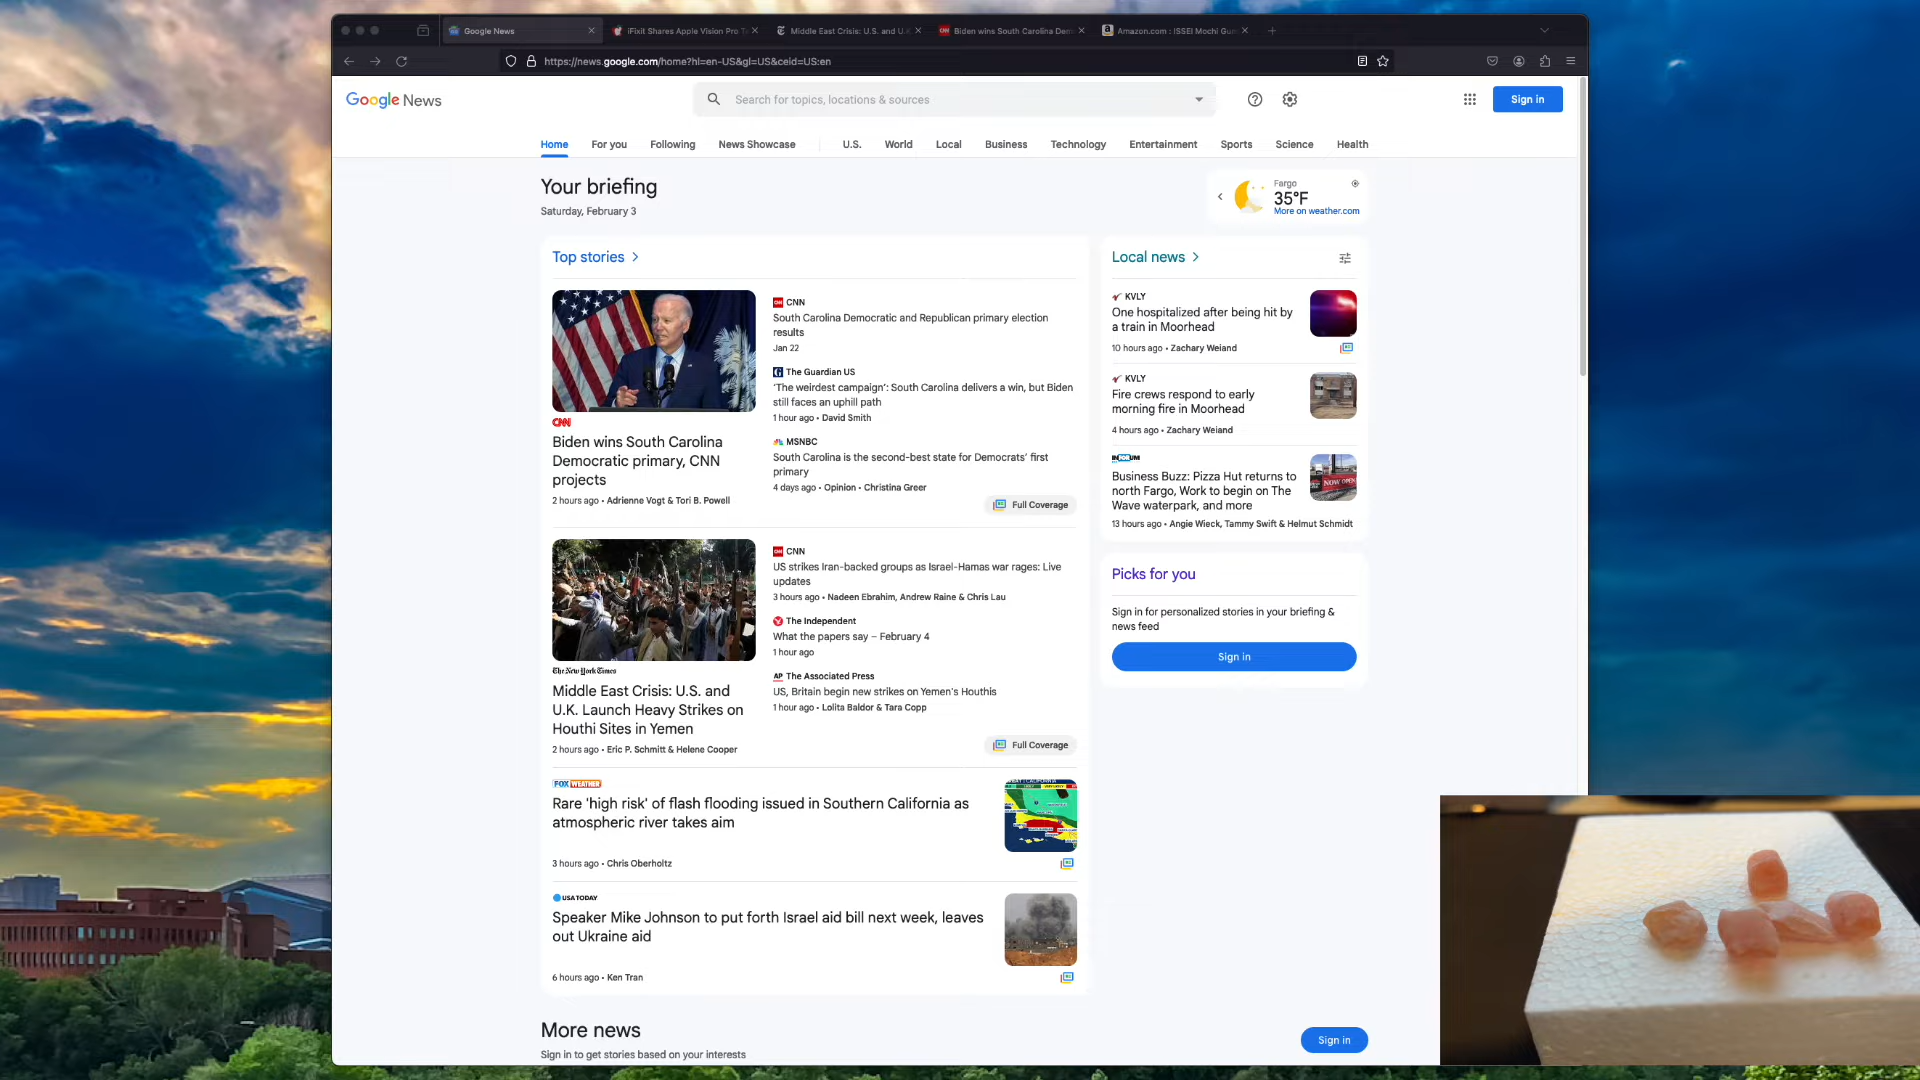 Google News
iFixit Shares Apple Vision Pro T
Middle East Crisis: U.S. and U.K
Biden wins South Carolina Dem
Amazon.com : ISSEI Mochi Gum
https://news.google.com/home?hl=en-US&gl=US&ceid=US:en
Google News
Search for topics, locations & sources
Sign in
Home
For you
Following
News Showcase
U.S.
World
Local
Business
Technology
Entertainment
Sports
Science
Health
Your briefing
Saturday, February 3
Fargo
35°F
More on weather.com
Top stories
CNN
Biden wins South Carolina
Democratic primary, CNN
projects
2 hours ago • Adrienne Vogt & Tori B. Powell
CNN
South Carolina Democratic and Republican primary election
results
Jan 22
The Guardian US
‘The weirdest campaign’: South Carolina delivers a win, but Biden
still faces an uphill path
1 hour ago • David Smith
MSNBC
South Carolina is the second-best state for Democrats’ first
primary
4 days ago • Opinion • Christina Greer
Full Coverage
The New York Times
Middle East Crisis: U.S. and
U.K. Launch Heavy Strikes on
Houthi Sites in Yemen
2 hours ago • Eric P. Schmitt & Helene Cooper
CNN
US strikes Iran-backed groups as Israel-Hamas war rages: Live
updates
3 hours ago • Nadeen Ebrahim, Andrew Raine & Chris Lau
The Independent
What the papers say – February 4
1 hour ago
AP The Associated Press
US, Britain begin new strikes on Yemen's Houthis
1 hour ago • Lolita Baldor & Tara Copp
Full Coverage
FOX WEATHER
Rare 'high risk' of flash flooding issued in Southern California as
atmospheric river takes aim
3 hours ago • Chris Oberholtz
USA TODAY
Speaker Mike Johnson to put forth Israel aid bill next week, leaves
out Ukraine aid
6 hours ago • Ken Tran
More news
Sign in to get stories based on your interests
Sign in
Local news
KVLY
One hospitalized after being hit by
a train in Moorhead
10 hours ago • Zachary Weiand
KVLY
Fire crews respond to early
morning fire in Moorhead
4 hours ago • Zachary Weiand
INFORUM
Business Buzz: Pizza Hut returns to
north Fargo, Work to begin on The
Wave waterpark, and more
13 hours ago • Angie Wieck, Tammy Swift & Helmut Schmidt
NOW OPEN
Picks for you
Sign in for personalized stories in your briefing &
news feed
Sign in